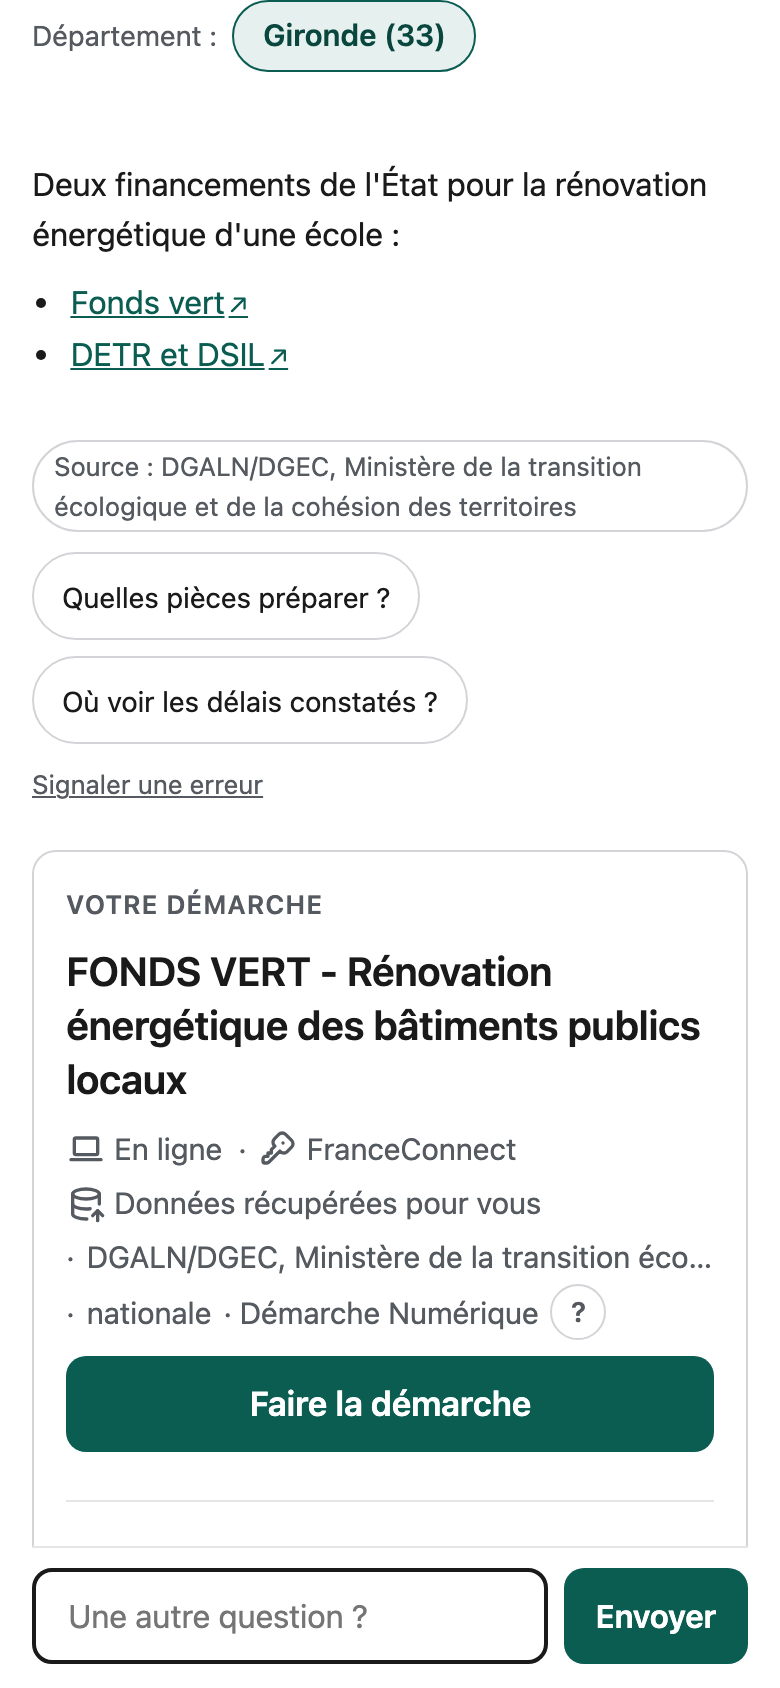 Département : Gironde (33)
Deux financements de l'État pour la rénovation
énergétique d'une école :
• Fonds vert↗
• DETR et DSIL↗
Source : DGALN/DGEC, Ministère de la transition
écologique et de la cohésion des territoires
Quelles pièces préparer ?
Où voir les délais constatés ?
Signaler une erreur
VOTRE DÉMARCHE
FONDS VERT - Rénovation
énergétique des bâtiments publics
locaux
En ligne · FranceConnect
Données récupérées pour vous
· DGALN/DGEC, Ministère de la transition éco...
· nationale · Démarche Numérique ?
Faire la démarche
Une autre question ? Envoyer